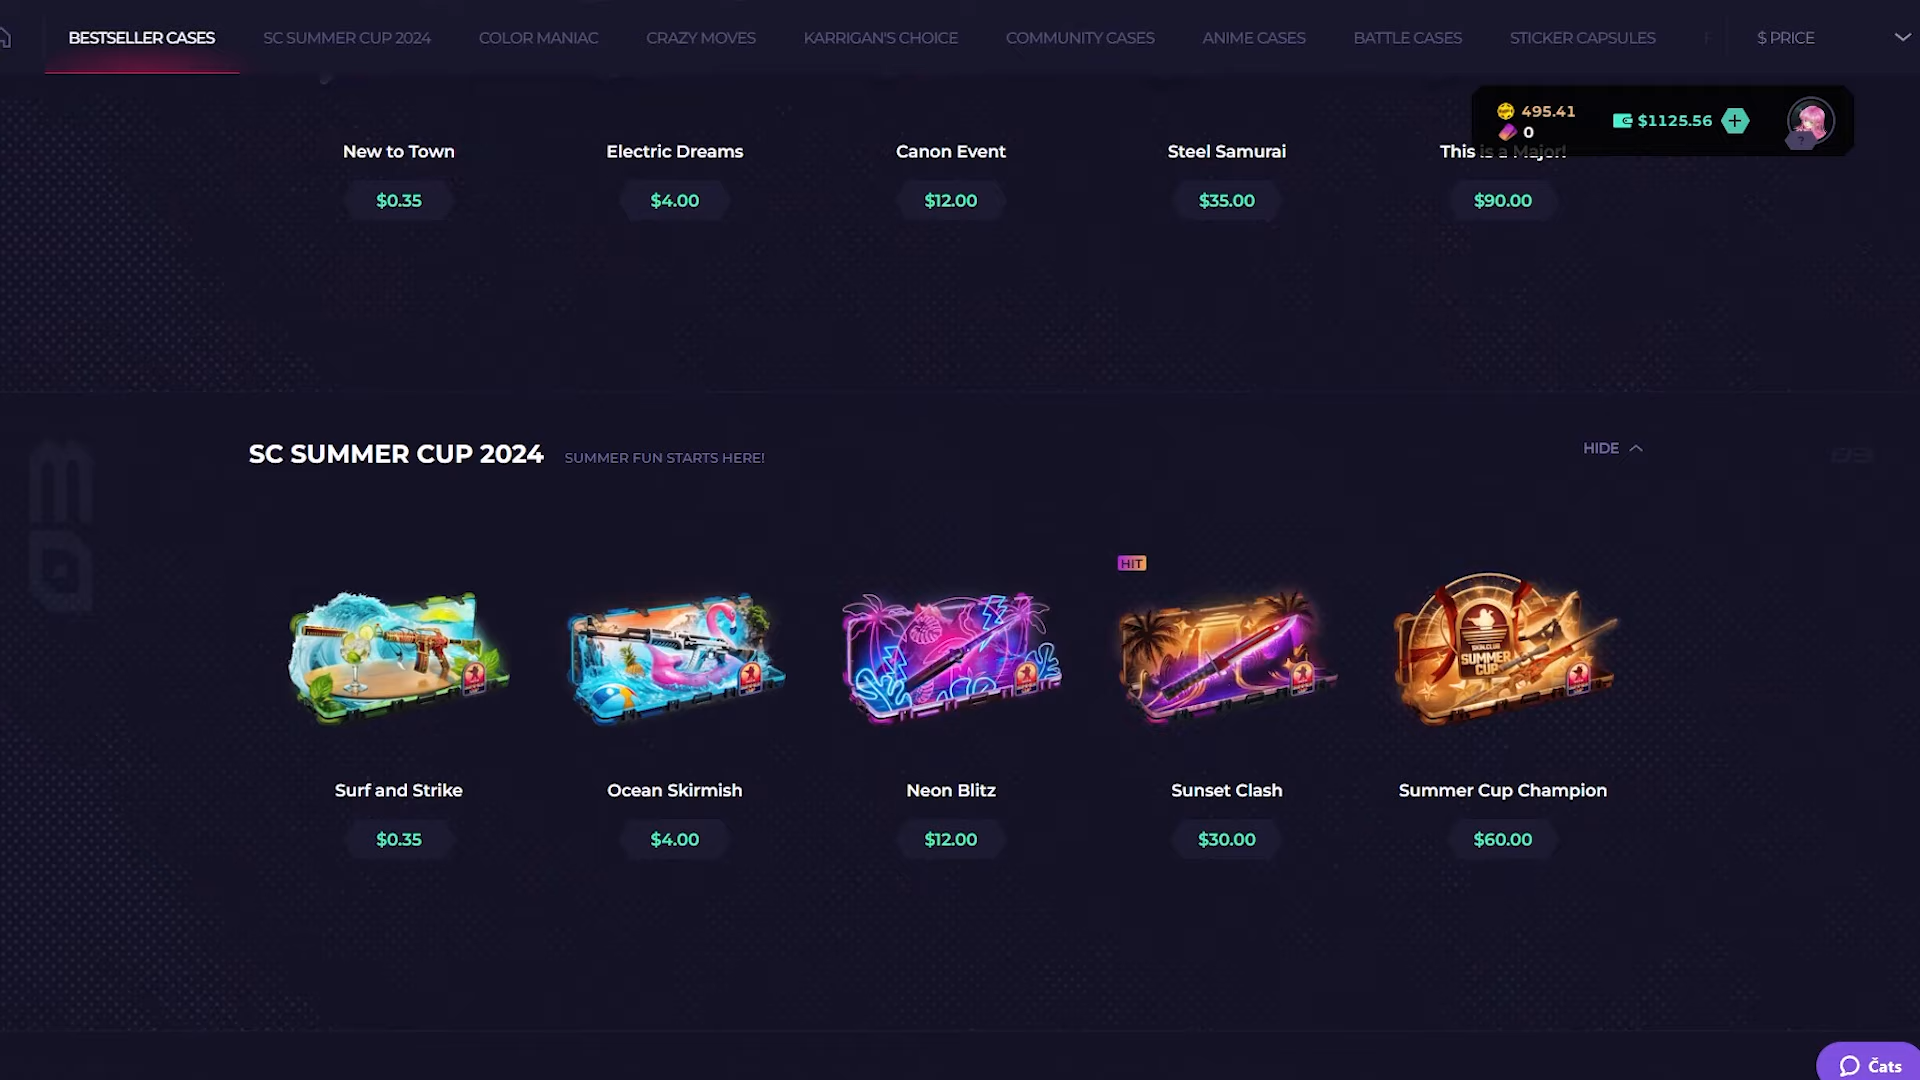 BESTSELLER CASES
SC SUMMER CUP 2024
COLOR MANIAC
CRAZY MOVES
KARRIGAN'S CHOICE
COMMUNITY CASES
ANIME CASES
BATTLE CASES
STICKER CAPSULES
$ PRICE
495.41
0
$1125.56
+
?
New to Town
Electric Dreams
Canon Event
Steel Samurai
This is a Major!
$0.35
$4.00
$12.00
$35.00
$90.00
SC SUMMER CUP 2024
SUMMER FUN STARTS HERE!
HIDE
03
HIT
SUMMER
CUP
Surf and Strike
Ocean Skirmish
Neon Blitz
Sunset Clash
Summer Cup Champion
$0.35
$4.00
$12.00
$30.00
$60.00
Čats